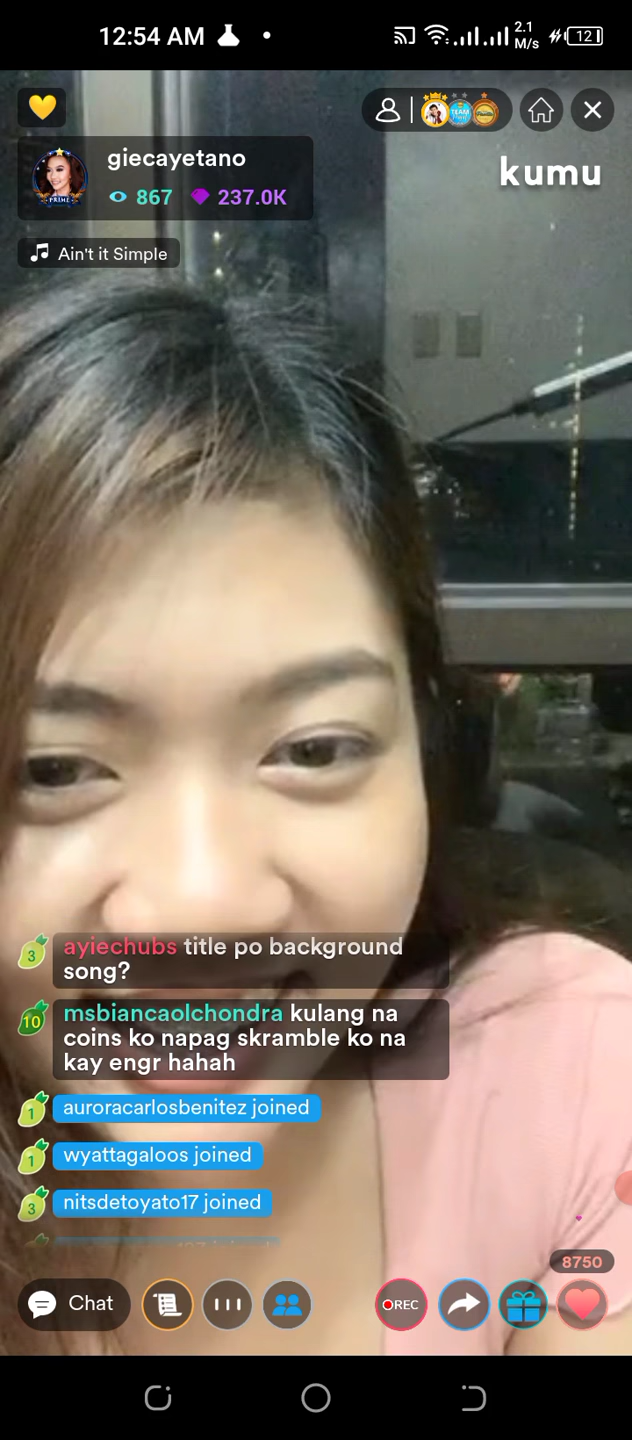 12:54 AM
2.1
M/s
12
giecayetano
867 237.0K
PRIME
TEAM
kumu
Ain't it Simple
3 ayiechubs title po background
song?
10 msbiancaolchondra kulang na
coins ko napag skramble ko na
kay engr hahah
1 auroracarlosbenitez joined
1 wyattagaloos joined
3 nitsdetoyato17 joined
8750
Chat
REC